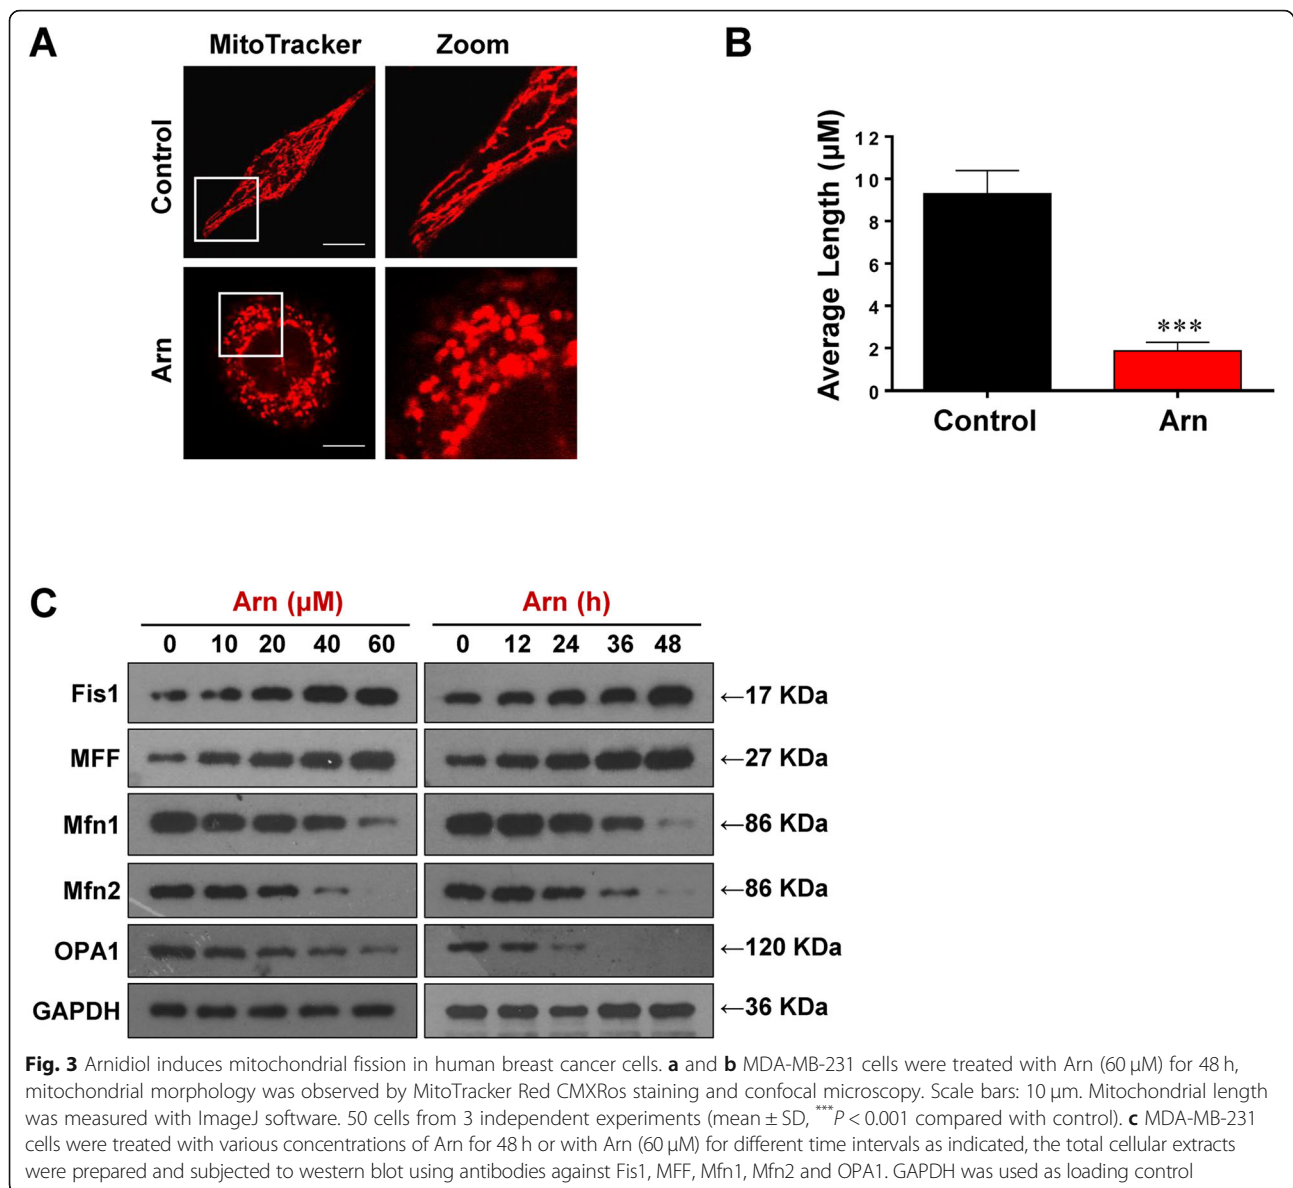 A
MitoTracker
Zoom
Control
Arn
B
Average Length (µM)
12
10
8
6
4
2
0
***
Control
Arn
C
Arn (µM)
Arn (h)
0 10 20 40 60
0 12 24 36 48
Fis1
←17 KDa
MFF
←27 KDa
Mfn1
←86 KDa
Mfn2
←86 KDa
OPA1
←120 KDa
GAPDH
←36 KDa
Fig. 3 Arnidiol induces mitochondrial fission in human breast cancer cells. a and b MDA-MB-231 cells were treated with Arn (60 µM) for 48 h,
mitochondrial morphology was observed by MitoTracker Red CMXRos staining and confocal microscopy. Scale bars: 10 µm. Mitochondrial length
was measured with ImageJ software. 50 cells from 3 independent experiments (mean ± SD, ***P < 0.001 compared with control). c MDA-MB-231
cells were treated with various concentrations of Arn for 48 h or with Arn (60 µM) for different time intervals as indicated, the total cellular extracts
were prepared and subjected to western blot using antibodies against Fis1, MFF, Mfn1, Mfn2 and OPA1. GAPDH was used as loading control